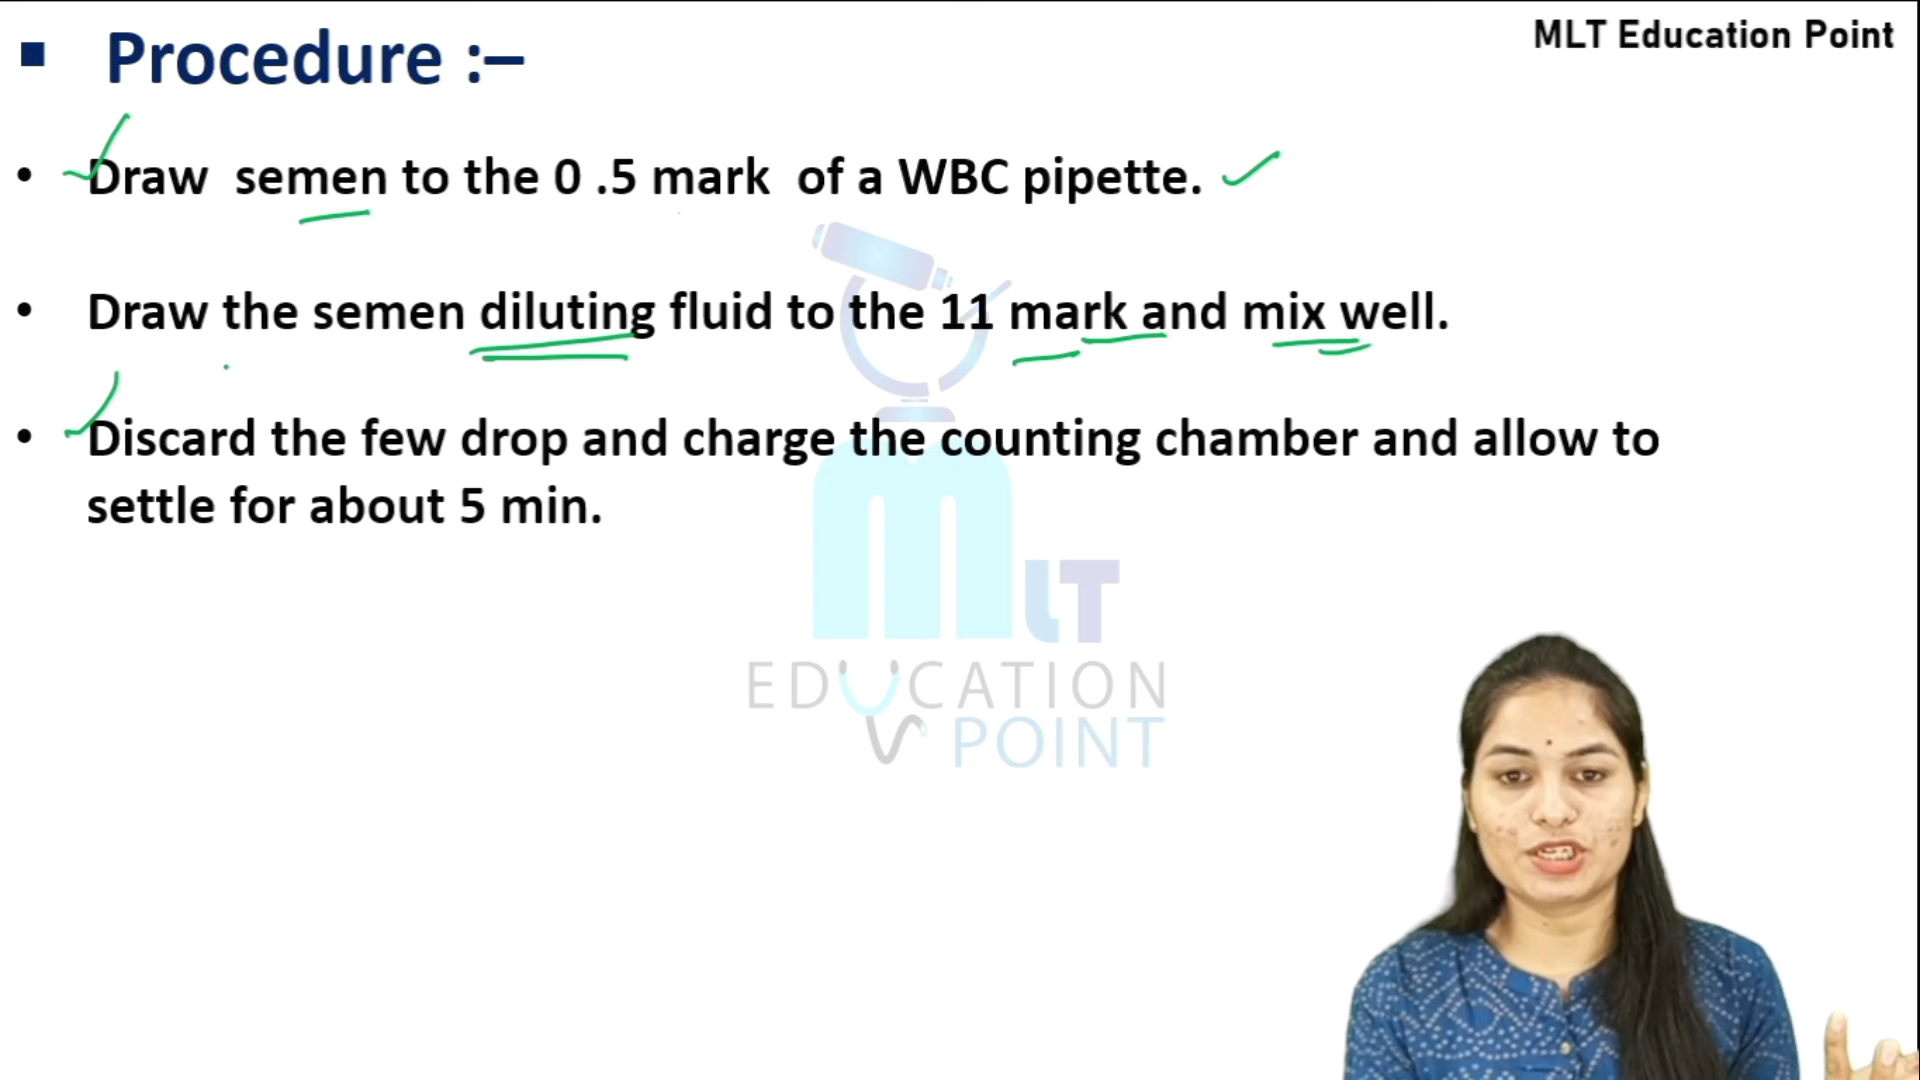 MLT Education Point
▪ Procedure :–
• Draw semen to the 0 .5 mark of a WBC pipette.
• Draw the semen diluting fluid to the 11 mark and mix well.
• Discard the few drop and charge the counting chamber and allow to
settle for about 5 min.
MLT
EDUCATION
POINT